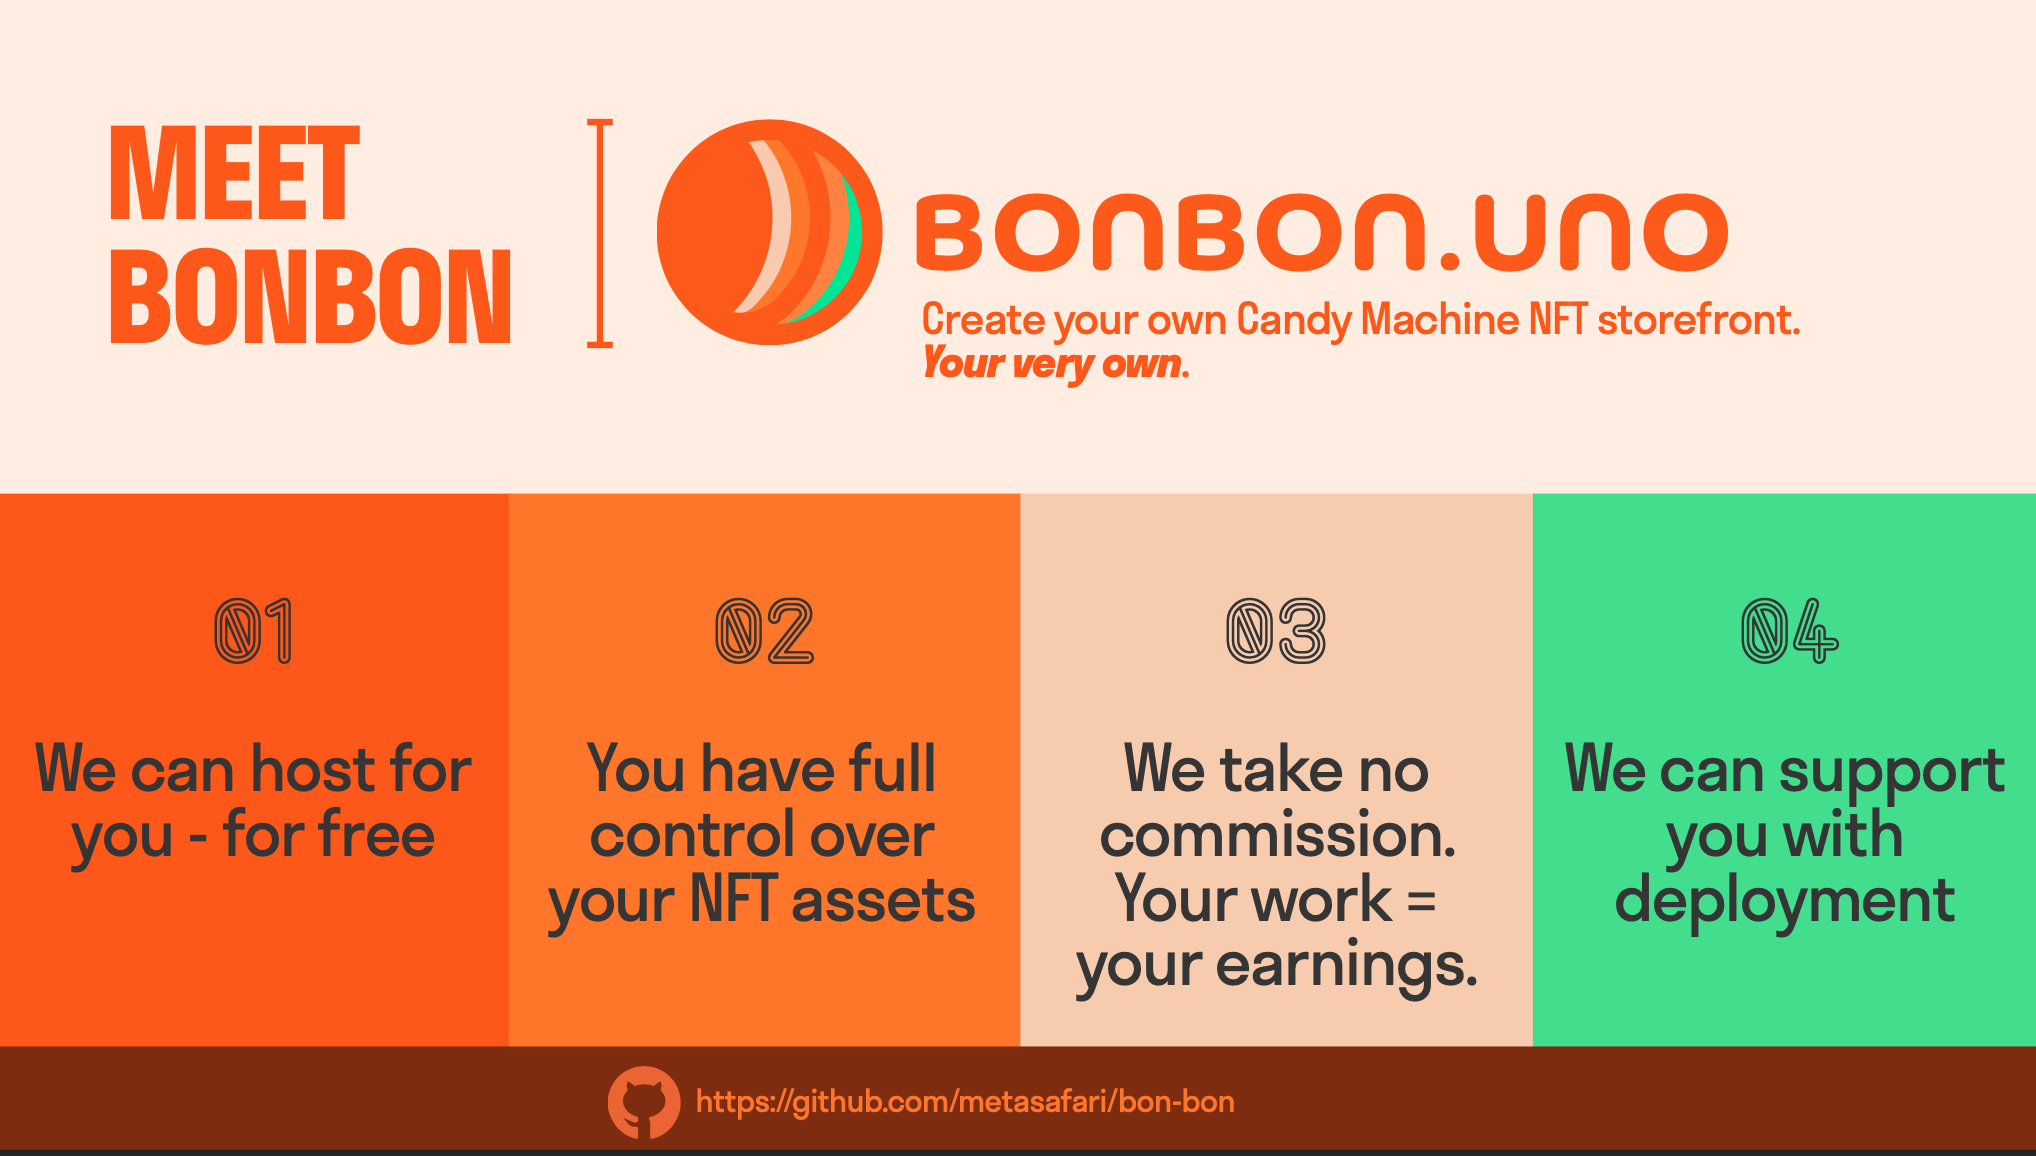 MEET
BONBON
BONBON.UNO
Create your own Candy Machine NFT storefront.
Your very own.
01
We can host for
you - for free
02
You have full
control over
your NFT assets
03
We take no
commission.
Your work =
your earnings.
04
We can support
you with
deployment
https://github.com/metasafari/bon-bon